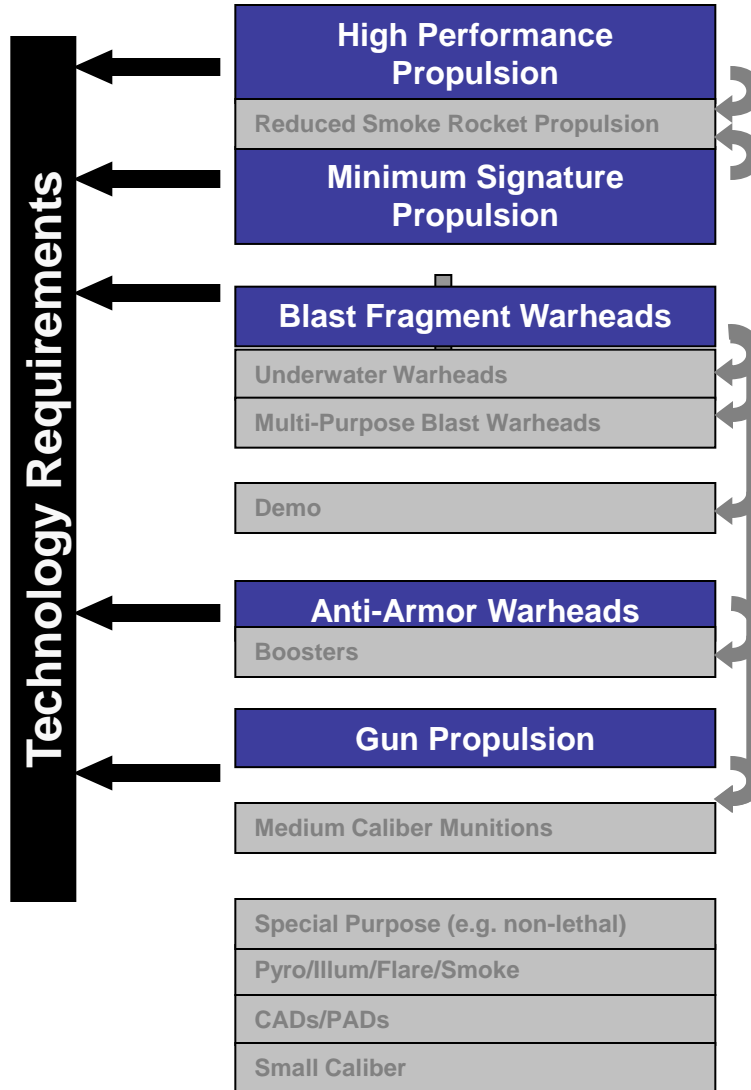 Technology Requirements
High Performance
Propulsion
Reduced Smoke Rocket Propulsion
Minimum Signature
Propulsion
Blast Fragment Warheads
Underwater Warheads
Multi-Purpose Blast Warheads
Demo
Anti-Armor Warheads
Boosters
Gun Propulsion
Medium Caliber Munitions
Special Purpose (e.g. non-lethal)
Pyro/Illum/Flare/Smoke
CADs/PADs
Small Caliber